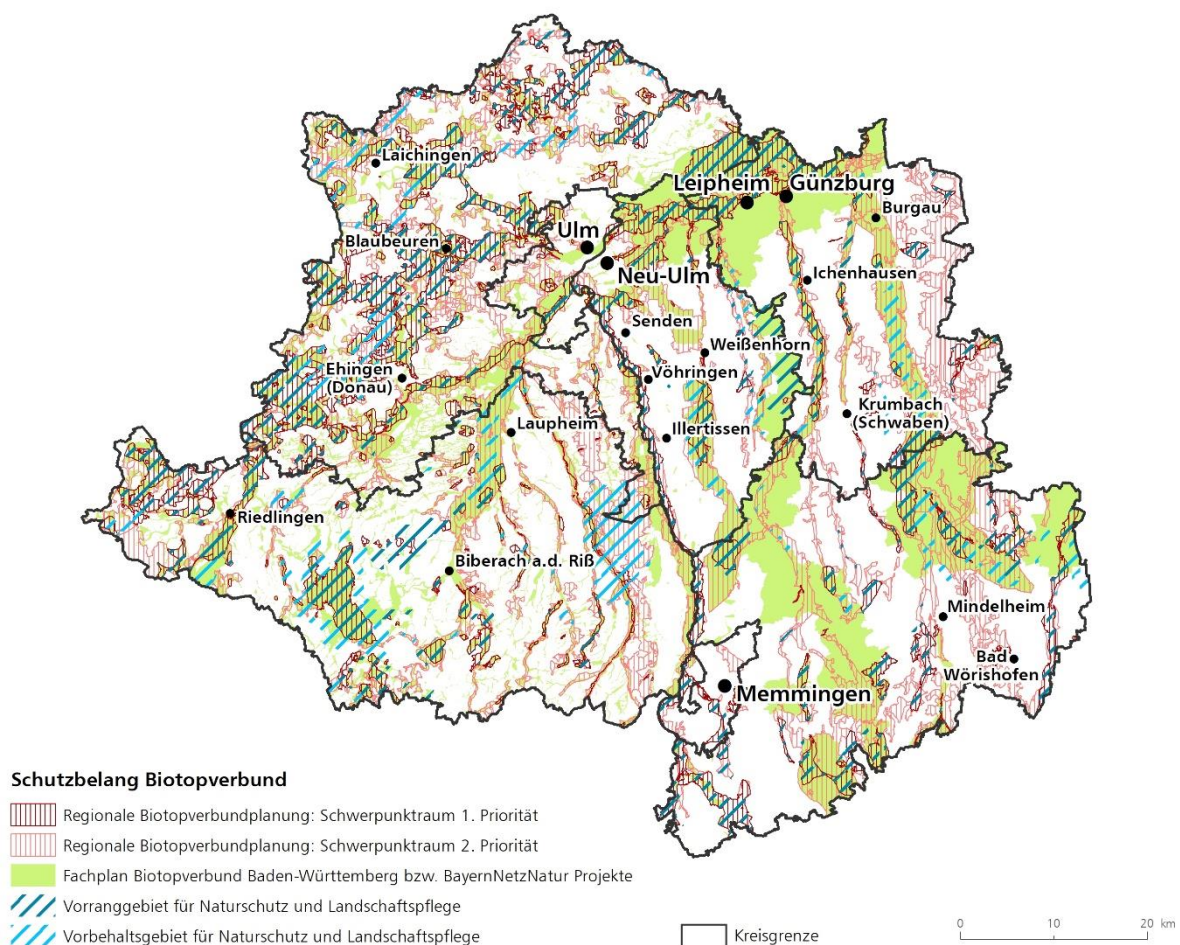 Laichingen
Leipheim
Günzburg
Burgau
Ulm
Blaubeuren
Neu-Ulm
Ichenhausen
Senden
Weißenhorn
Ehingen
(Donau)
Vöhringen
Krumbach
(Schwaben)
Laupheim
Illertissen
Riedlingen
Biberach a.d. Riß
Mindelheim
Bad
Wörishofen
Memmingen
Schutzbelang Biotopverbund
Regionale Biotopverbundplanung: Schwerpunktraum 1. Priorität
Regionale Biotopverbundplanung: Schwerpunktraum 2. Priorität
Fachplan Biotopverbund Baden-Württemberg bzw. BayernNetzNatur Projekte
Vorranggebiet für Naturschutz und Landschaftspflege
Vorbehaltsgebiet für Naturschutz und Landschaftspflege
Kreisgrenze
0 10 20 km